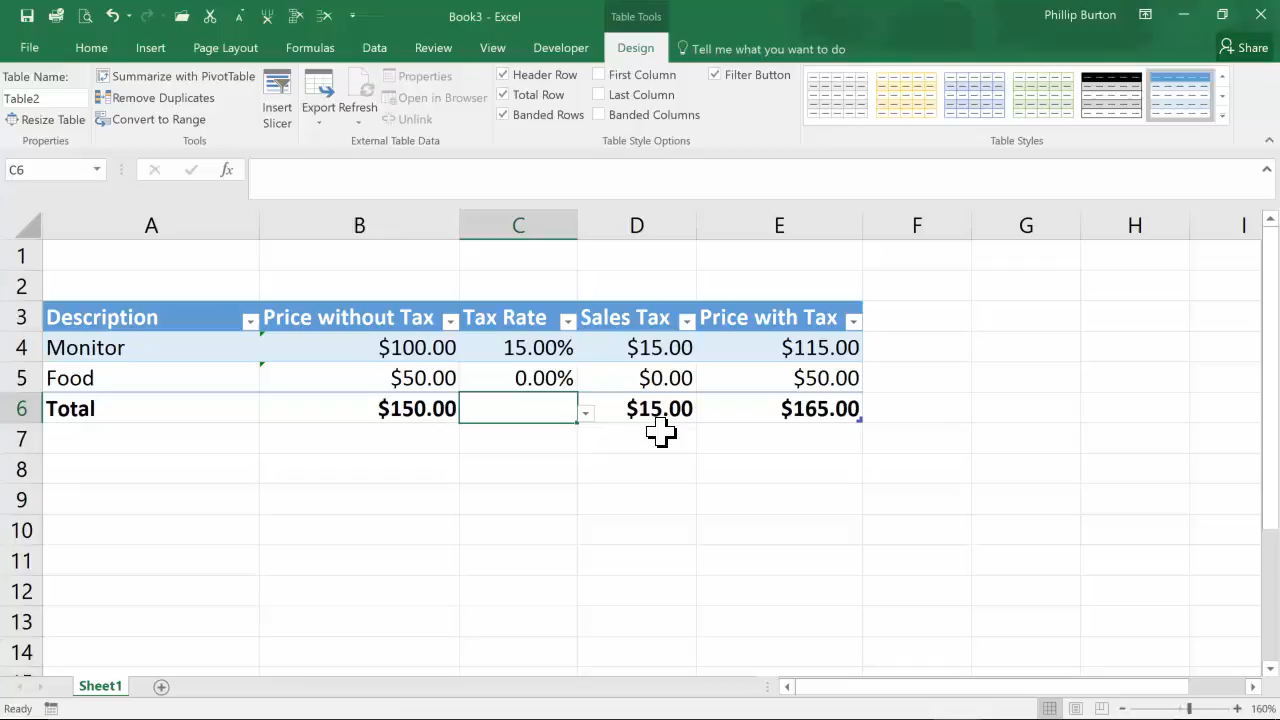 Book3 - Excel
Table Tools
Phillip Burton
File Home Insert Page Layout Formulas Data Review View Developer Design Tell me what you want to do Share
Table Name:
Table2
Resize Table
Properties
Summarize with PivotTable
Remove Duplicates
Convert to Range
Tools
Insert
Slicer
Export
Refresh
Properties
Open in Browser
Unlink
External Table Data
Header Row
Total Row
Banded Rows
First Column
Last Column
Banded Columns
Filter Button
Table Style Options
Table Styles
C6
fx
A B C D E F G H I
1
2
3 Description Price without Tax Tax Rate Sales Tax Price with Tax
4 Monitor $100.00 15.00% $15.00 $115.00
5 Food $50.00 0.00% $0.00 $50.00
6 Total $150.00 $15.00 $165.00
7
8
9
10
11
12
13
14
Sheet1
Ready
160%